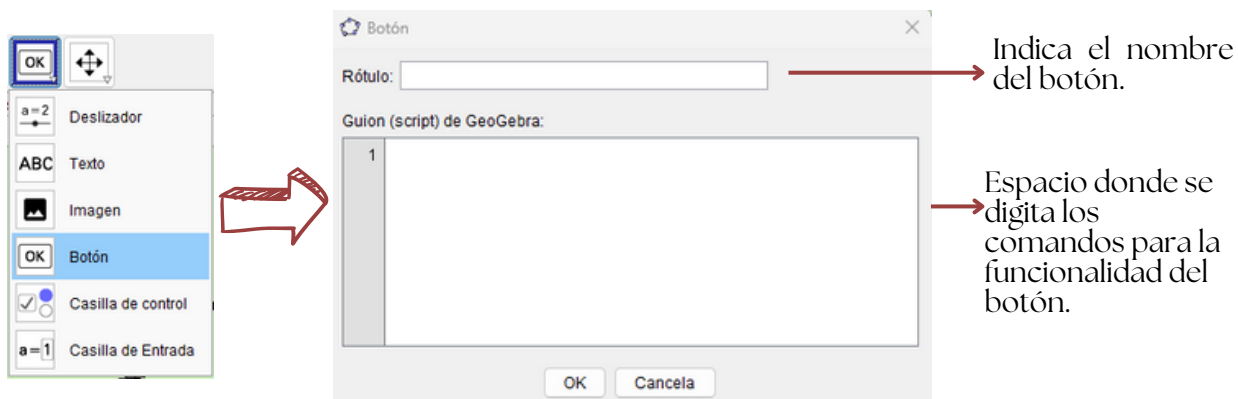 OK
a=2 Deslizador
ABC Texto
Imagen
OK Botón
Casilla de control
a=1 Casilla de Entrada
Botón
Rótulo:
Guion (script) de GeoGebra:
1
OK Cancela
Indica el nombre
del botón.
Espacio donde se
digita los
comandos para la
funcionalidad del
botón.